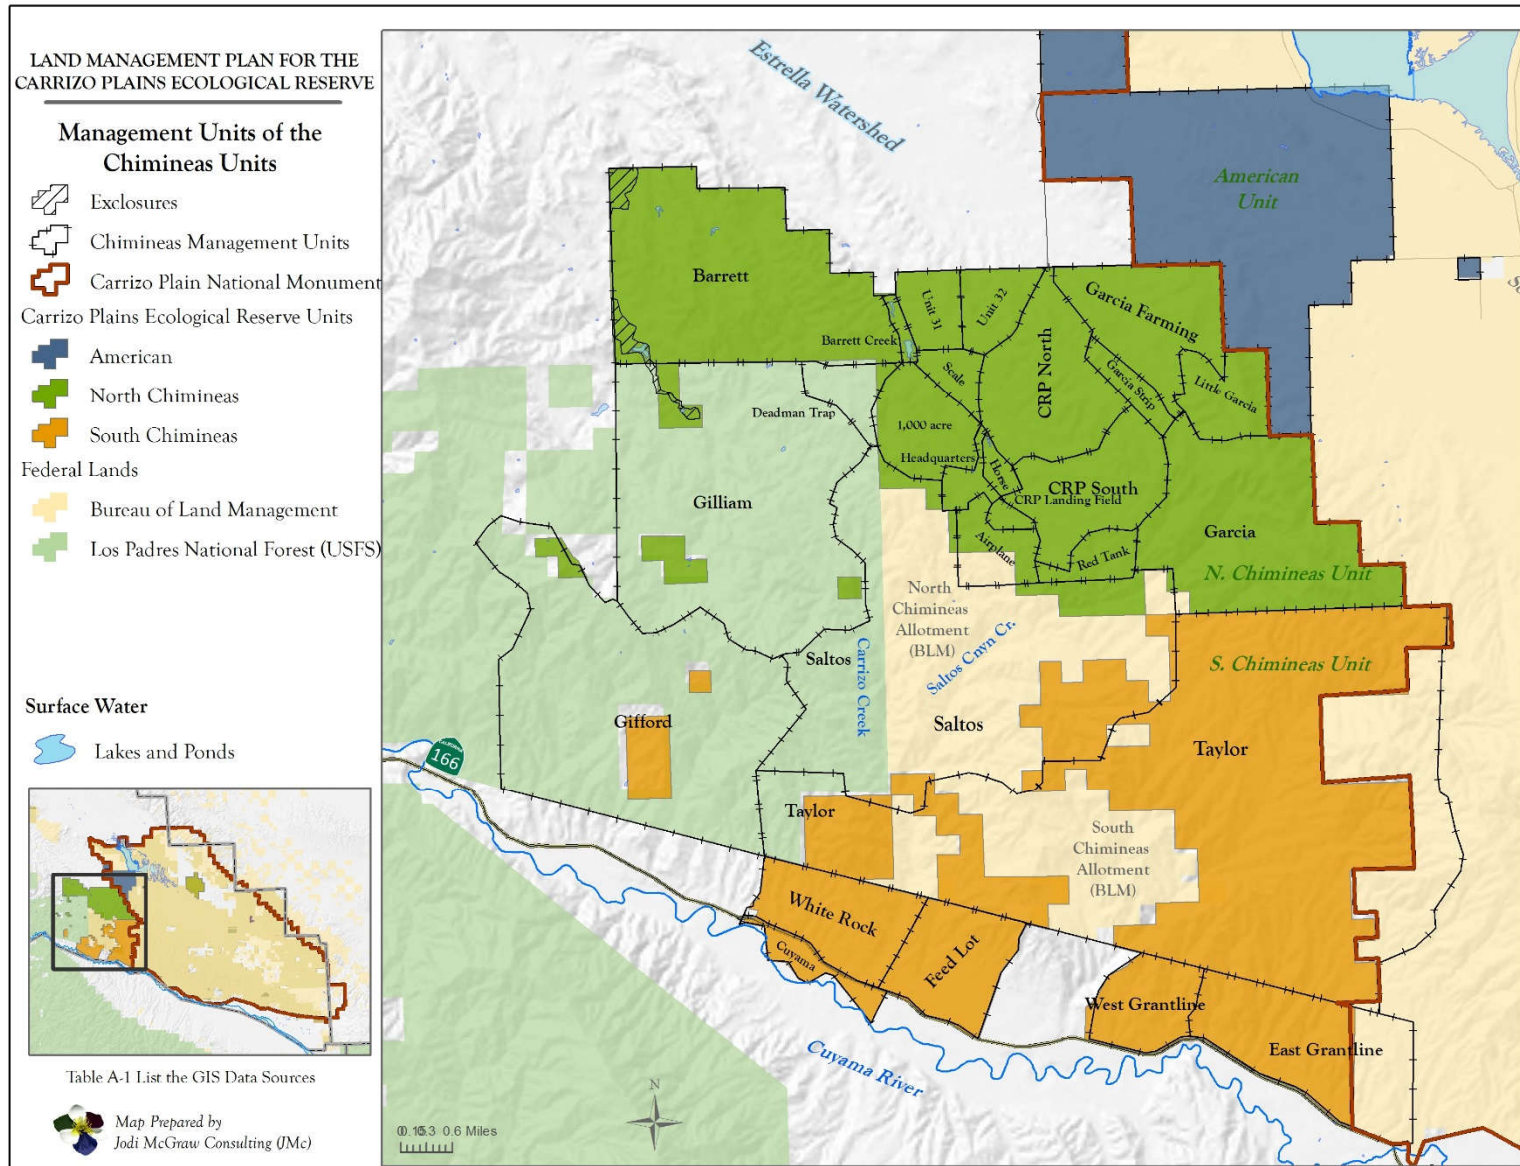 LAND MANAGEMENT PLAN FOR THE
CARRIZO PLAINS ECOLOGICAL RESERVE
Management Units of the
Chimineas Units
Exclosures
Chimineas Management Units
Carrizo Plain National Monument
Carrizo Plains Ecological Reserve Units
American
North Chimineas
South Chimineas
Federal Lands
Bureau of Land Management
Los Padres National Forest (USFS)
Surface Water
Lakes and Ponds
Table A-1 List the GIS Data Sources
Map Prepared by
Jodi McGraw Consulting (JMc)
Estrella Watershed
American
Unit
Barrett
Unit 31
Unit 32
Garcia Farming
Barrett Creek
CRP North
Scale
Garcia Strip
Little Garcia
Deadman Trap
1,000 acre
Headquarters
Horse
CRP South
CRP Landing Field
Gilliam
Garcia
Airplane
Red Tank
N. Chimineas Unit
North
Chimineas
Allotment
(BLM)
Saltos Cnyn Cr.
Carrizo Creek
Saltos
S. Chimineas Unit
Gifford
Saltos
Taylor
CALIFORNIA
166
Taylor
South
Chimineas
Allotment
(BLM)
White Rock
Feed Lot
Cuyama
West Grantline
East Grantline
Cuyama River
N
0 0.15 0.3 0.6 Miles